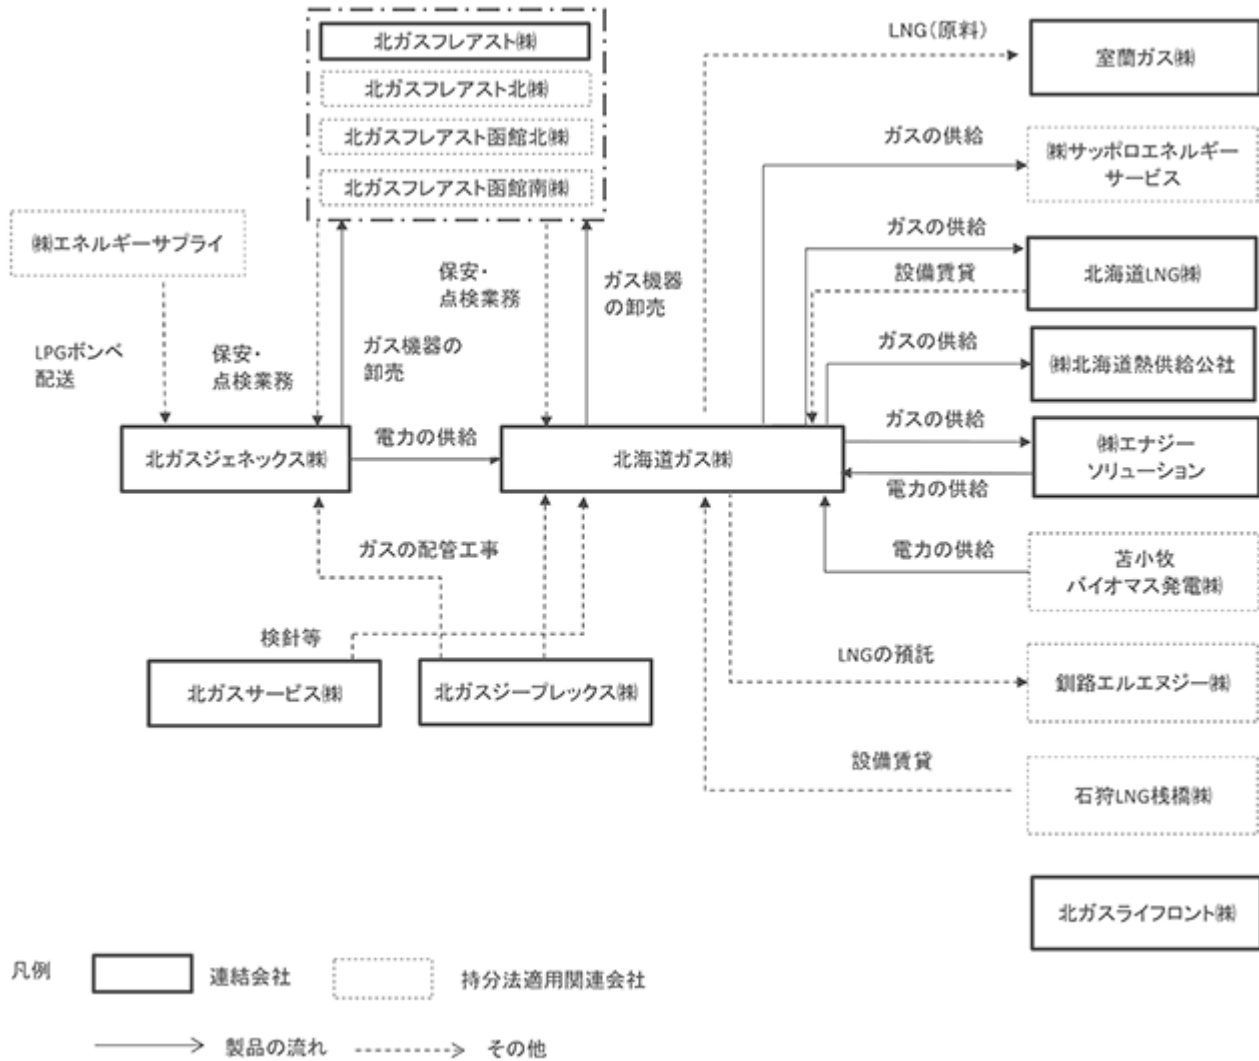 北ガスフレアスト㈱
北ガスフレアスト北㈱
北ガスフレアスト函館北㈱
北ガスフレアスト函館南㈱
LNG(原料)
室蘭ガス㈱
ガスの供給
㈱サッポロエネルギー
サービス
㈱エネルギーサプライ
保安・
点検業務
ガス機器
の卸売
ガスの供給
設備賃貸
北海道LNG㈱
LPGボンベ
配送
保安・
点検業務
ガス機器の
卸売
ガスの供給
㈱北海道熱供給公社
北ガスジェネックス㈱
電力の供給
北海道ガス㈱
ガスの供給
電力の供給
㈱エナジー
ソリューション
ガスの配管工事
電力の供給
苫小牧
バイオマス発電㈱
検針等
北ガスサービス㈱
北ガスジープレックス㈱
LNGの預託
釧路エルエヌジー㈱
設備賃貸
石狩LNG桟橋㈱
北ガスライフロント㈱
凡例
連結会社
持分法適用関連会社
製品の流れ
その他